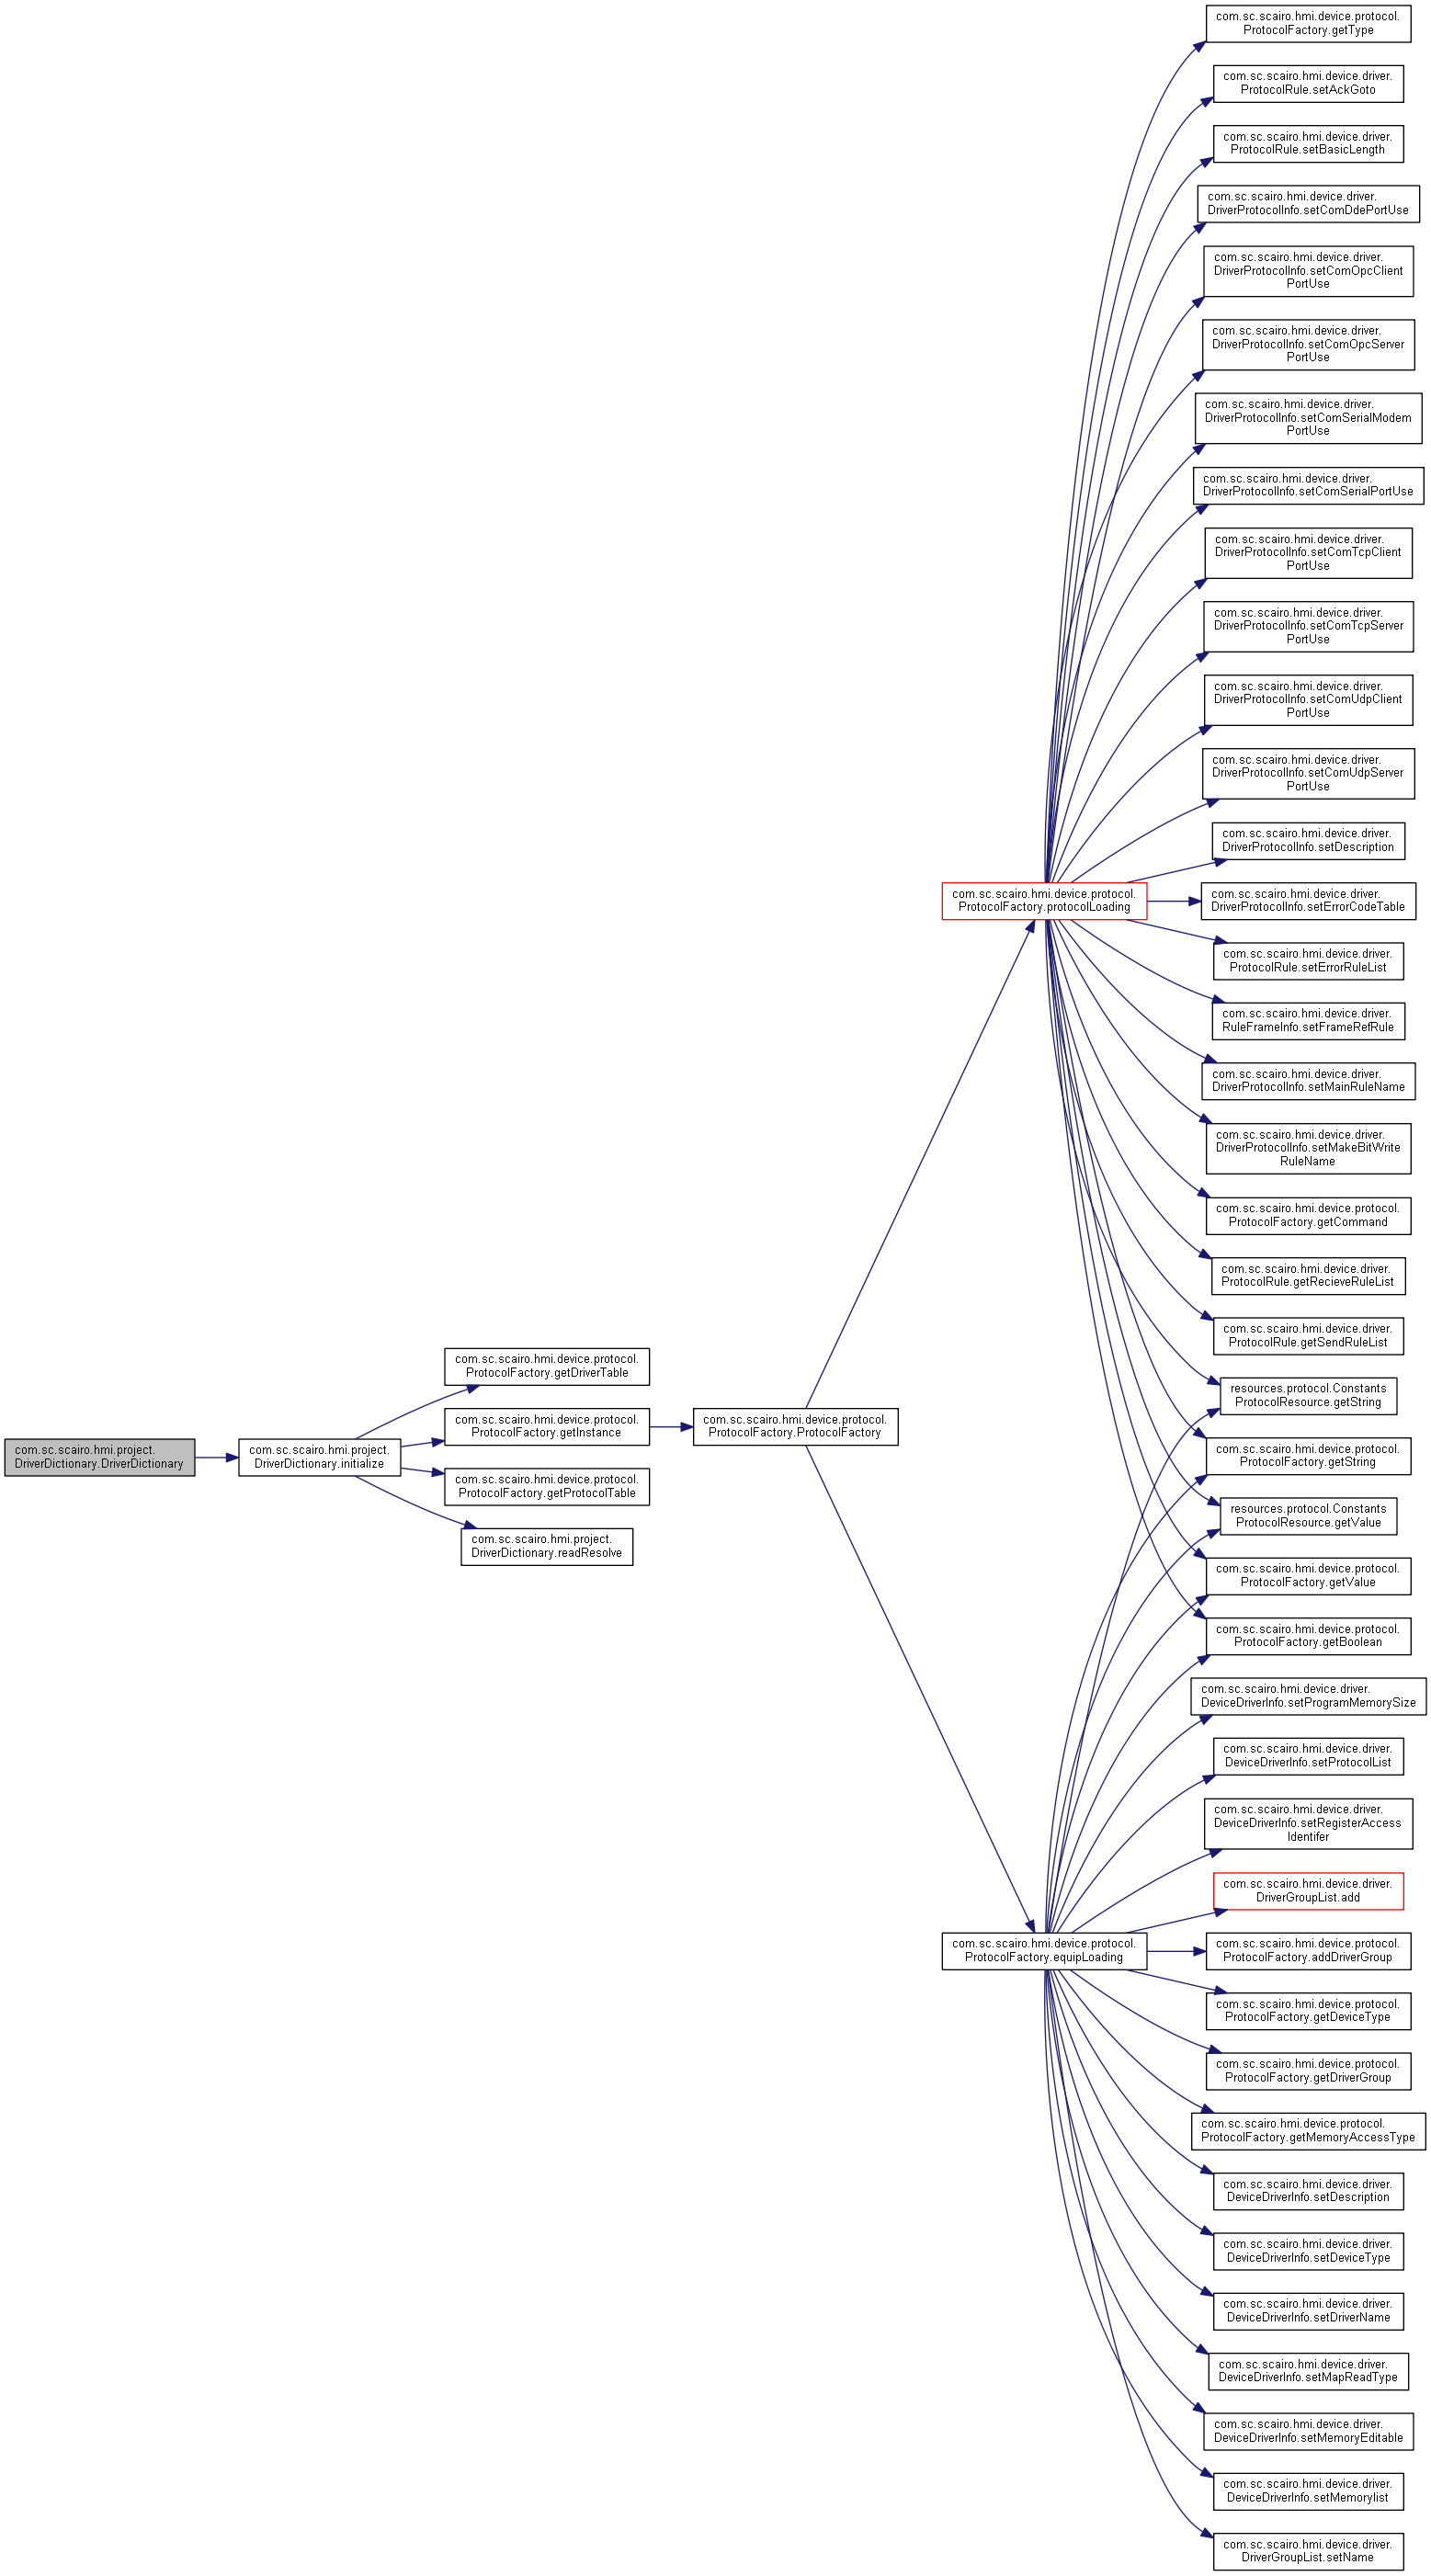 com.sc.scairo.hmi.device.protocol.
ProtocolFactory.getType
com.sc.scairo.hmi.device.driver.
ProtocolRule.setAckGoto
com.sc.scairo.hmi.device.driver.
ProtocolRule.setBasicLength
com.sc.scairo.hmi.device.driver.
DriverProtocolInfo.setComDdePortUse
com.sc.scairo.hmi.device.driver.
DriverProtocolInfo.setComOpcClient
PortUse
com.sc.scairo.hmi.device.driver.
DriverProtocolInfo.setComOpcServer
PortUse
com.sc.scairo.hmi.device.driver.
DriverProtocolInfo.setComSerialModem
PortUse
com.sc.scairo.hmi.device.driver.
DriverProtocolInfo.setComSerialPortUse
com.sc.scairo.hmi.device.driver.
DriverProtocolInfo.setComTcpClient
PortUse
com.sc.scairo.hmi.device.driver.
DriverProtocolInfo.setComTcpServer
PortUse
com.sc.scairo.hmi.device.driver.
DriverProtocolInfo.setComUdpClient
PortUse
com.sc.scairo.hmi.device.driver.
DriverProtocolInfo.setComUdpServer
PortUse
com.sc.scairo.hmi.device.driver.
DriverProtocolInfo.setDescription
com.sc.scairo.hmi.device.protocol.
ProtocolFactory.protocolLoading
com.sc.scairo.hmi.device.driver.
DriverProtocolInfo.setErrorCodeTable
com.sc.scairo.hmi.device.driver.
ProtocolRule.setErrorRuleList
com.sc.scairo.hmi.device.driver.
RuleFrameInfo.setFrameRefRule
com.sc.scairo.hmi.device.driver.
DriverProtocolInfo.setMainRuleName
com.sc.scairo.hmi.device.driver.
DriverProtocolInfo.setMakeBitWrite
RuleName
com.sc.scairo.hmi.device.protocol.
ProtocolFactory.getCommand
com.sc.scairo.hmi.device.driver.
ProtocolRule.getRecieveRuleList
com.sc.scairo.hmi.device.driver.
ProtocolRule.getSendRuleList
com.sc.scairo.hmi.device.protocol.
ProtocolFactory.getDriverTable
resources.protocol.Constants
ProtocolResource.getString
com.sc.scairo.hmi.device.protocol.
ProtocolFactory.getInstance
com.sc.scairo.hmi.device.protocol.
ProtocolFactory.ProtocolFactory
com.sc.scairo.hmi.project.
DriverDictionary.DriverDictionary
com.sc.scairo.hmi.project.
DriverDictionary.initialize
com.sc.scairo.hmi.device.protocol.
ProtocolFactory.getString
com.sc.scairo.hmi.device.protocol.
ProtocolFactory.getProtocolTable
resources.protocol.Constants
ProtocolResource.getValue
com.sc.scairo.hmi.project.
DriverDictionary.readResolve
com.sc.scairo.hmi.device.protocol.
ProtocolFactory.getValue
com.sc.scairo.hmi.device.protocol.
ProtocolFactory.getBoolean
com.sc.scairo.hmi.device.driver.
DeviceDriverInfo.setProgramMemorySize
com.sc.scairo.hmi.device.driver.
DeviceDriverInfo.setProtocolList
com.sc.scairo.hmi.device.driver.
DeviceDriverInfo.setRegisterAccess
Identifer
com.sc.scairo.hmi.device.driver.
DriverGroupList.add
com.sc.scairo.hmi.device.protocol.
ProtocolFactory.equipLoading
com.sc.scairo.hmi.device.protocol.
ProtocolFactory.addDriverGroup
com.sc.scairo.hmi.device.protocol.
ProtocolFactory.getDeviceType
com.sc.scairo.hmi.device.protocol.
ProtocolFactory.getDriverGroup
com.sc.scairo.hmi.device.protocol.
ProtocolFactory.getMemoryAccessType
com.sc.scairo.hmi.device.driver.
DeviceDriverInfo.setDescription
com.sc.scairo.hmi.device.driver.
DeviceDriverInfo.setDeviceType
com.sc.scairo.hmi.device.driver.
DeviceDriverInfo.setDriverName
com.sc.scairo.hmi.device.driver.
DeviceDriverInfo.setMapReadType
com.sc.scairo.hmi.device.driver.
DeviceDriverInfo.setMemoryEditable
com.sc.scairo.hmi.device.driver.
DeviceDriverInfo.setMemorylist
com.sc.scairo.hmi.device.driver.
DriverGroupList.setName